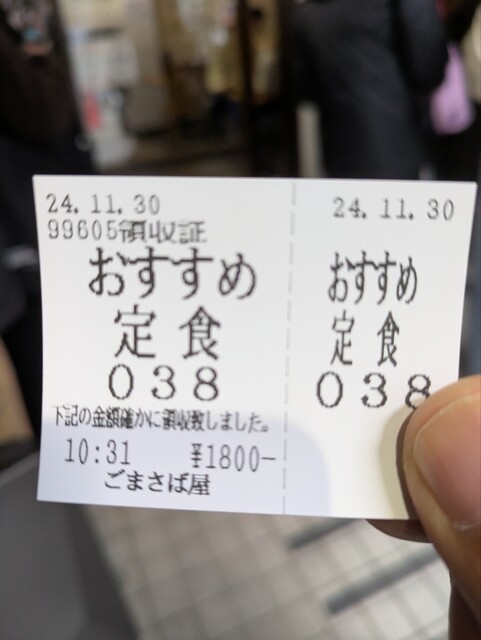 24.11.30
99605領収証
おすすめ
定食
038
下記の金額確かに領収致しました。
10:31 ¥1800-
ごまさば屋
24.11.30
おすすめ
定食
038